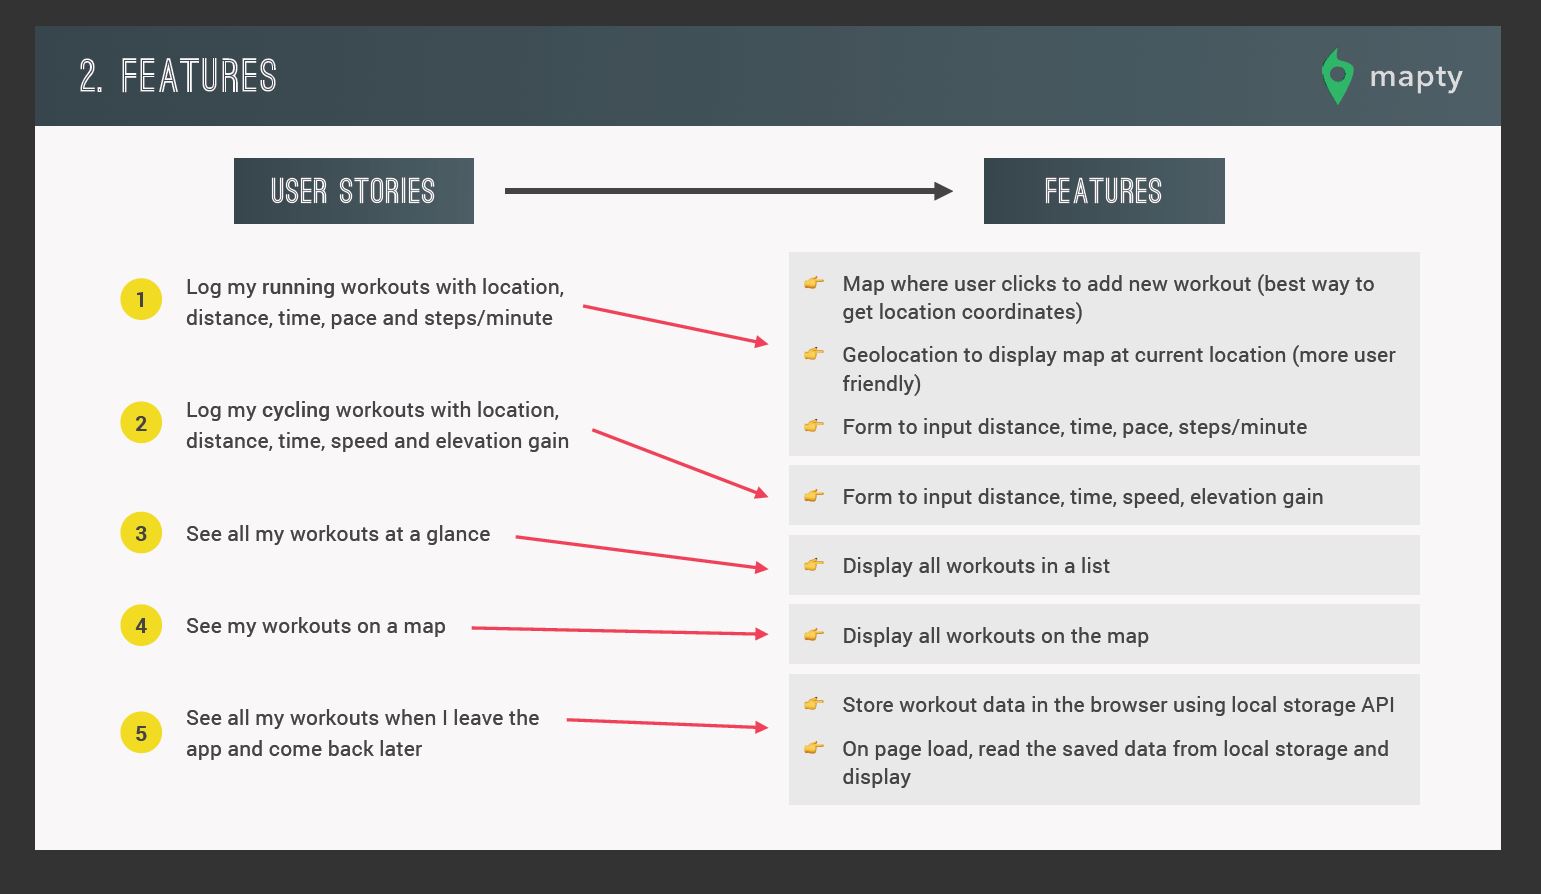 2. FEATURES
mapty
USER STORIES
FEATURES
1
Log my running workouts with location,
distance, time, pace and steps/minute
2
Log my cycling workouts with location,
distance, time, speed and elevation gain
3
See all my workouts at a glance
4
See my workouts on a map
5
See all my workouts when I leave the
app and come back later
Map where user clicks to add new workout (best way to
get location coordinates)
Geolocation to display map at current location (more user
friendly)
Form to input distance, time, pace, steps/minute
Form to input distance, time, speed, elevation gain
Display all workouts in a list
Display all workouts on the map
Store workout data in the browser using local storage API
On page load, read the saved data from local storage and
display